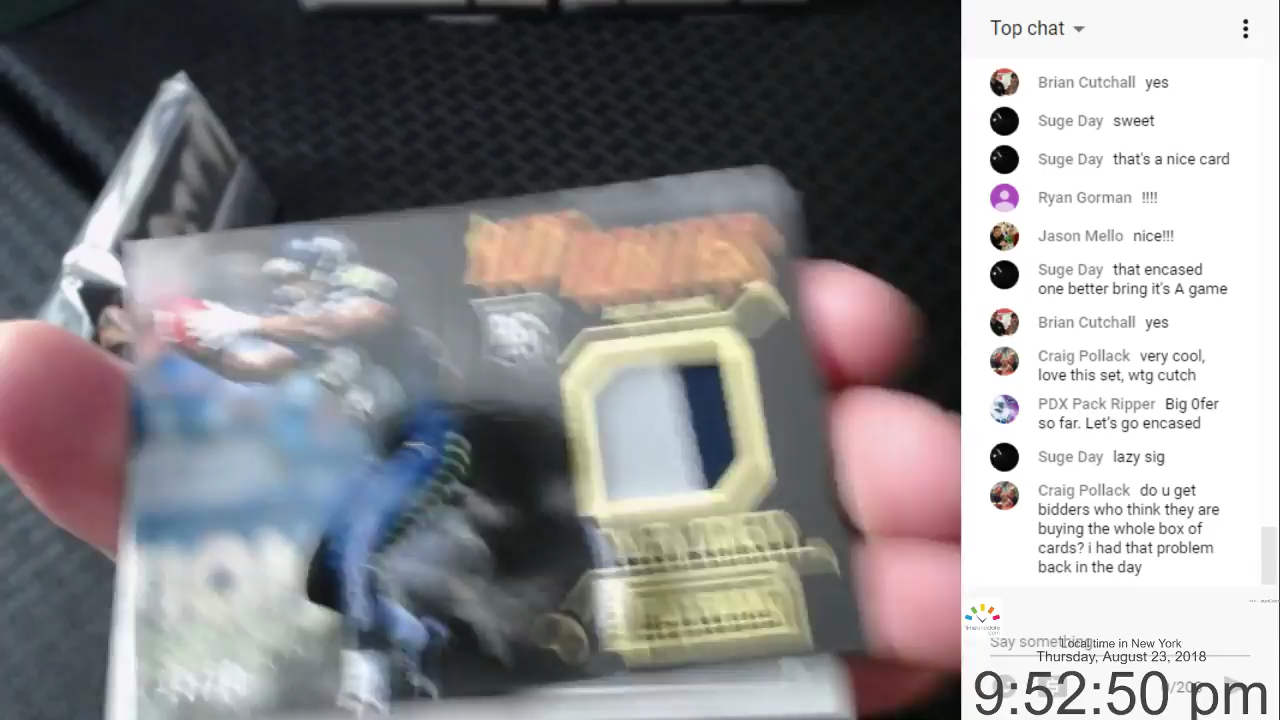 Top chat
Brian Cutchall yes
Suge Day sweet
Suge Day that's a nice card
Ryan Gorman !!!!
Jason Mello nice!!!
Suge Day that encased
one better bring it's A game
Brian Cutchall yes
Craig Pollack very cool,
love this set, wtg cutch
PDX Pack Ripper Big 0fer
so far. Let's go encased
Suge Day lazy sig
Craig Pollack do u get
bidders who think they are
buying the whole box of
cards? i had that problem
back in the day
Say something
Local time in New York
Thursday, August 23, 2018
9:52:50 pm